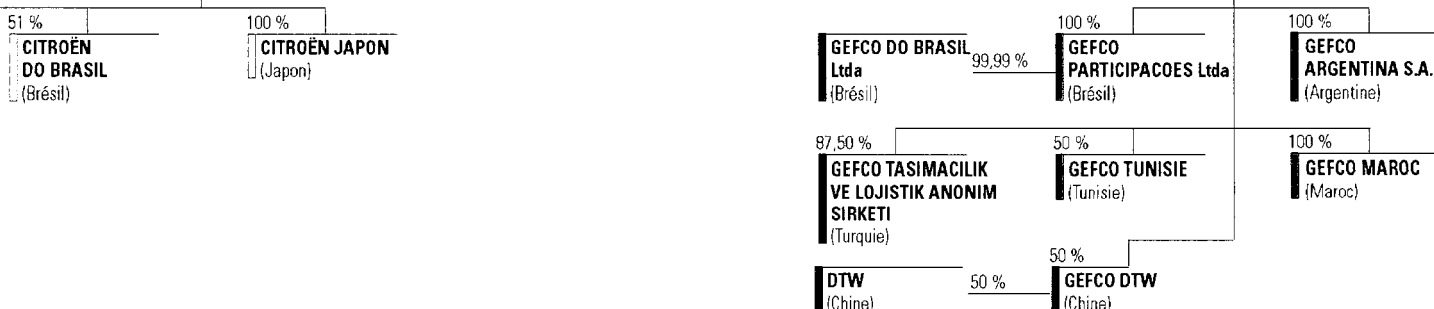 51 %
CITROËN
DO BRASIL
(Brésil)
100 %
CITROËN JAPON
(Japon)
GEFCO DO BRASIL
Ltda
(Brésil)
99,99 %
100 %
GEFCO
PARTICIPACOES Ltda
(Brésil)
100 %
GEFCO
ARGENTINA S.A.
(Argentine)
87,50 %
GEFCO TASIMACILIK
VE LOJISTIK ANONIM
SIRKETI
(Turquie)
50 %
GEFCO TUNISIE
(Tunisie)
100 %
GEFCO MAROC
(Maroc)
DTW
(Chine)
50 %
50 %
GEFCO DTW
(Chine)